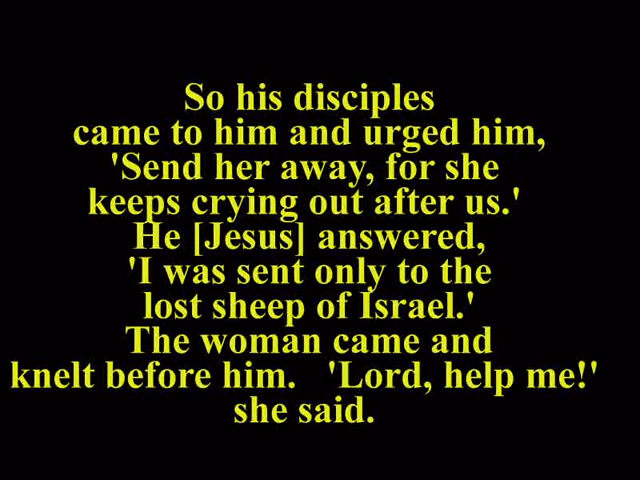 So his disciples
came to him and urged him,
'Send her away, for she
keeps crying out after us.'
He [Jesus] answered,
'I was sent only to the
lost sheep of Israel.'
The woman came and
knelt before him.   'Lord, help me!'
she said.